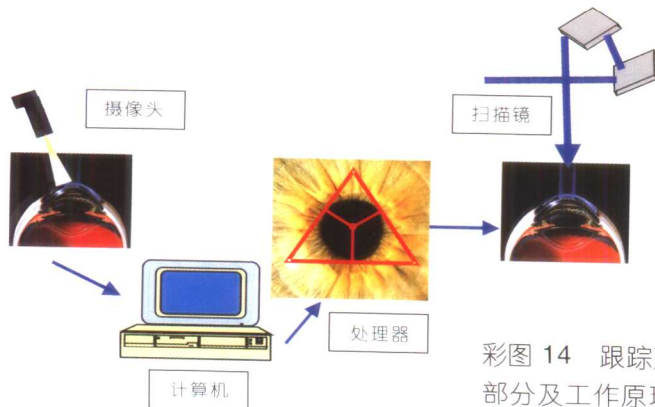 摄像头
扫描镜
处理器
计算机
彩图 14 跟踪
部分及工作原